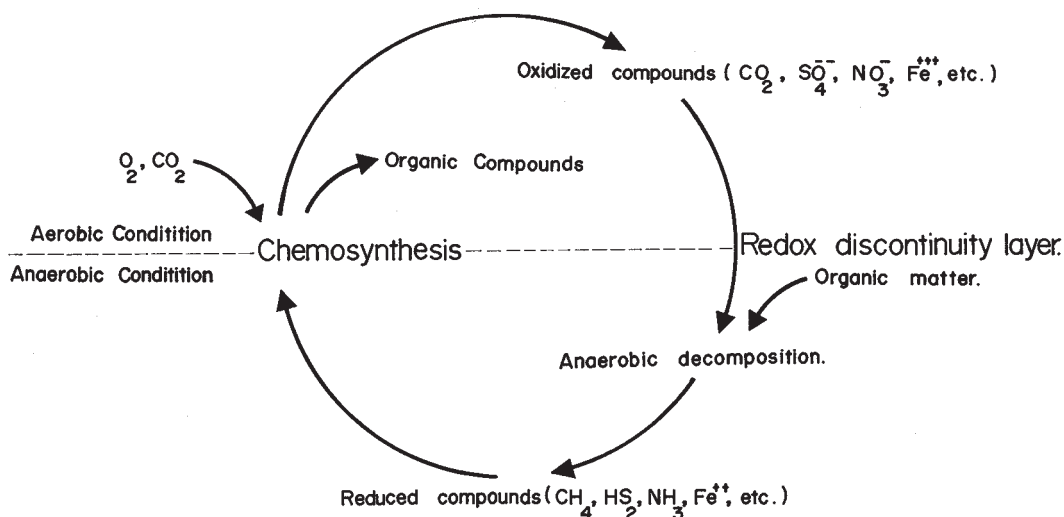 Oxidized compounds ( CO₂, SO₄⁻⁻, NO₃⁻, Fe⁺⁺⁺, etc. )
O₂, CO₂
Organic Compounds
Aerobic Conditition
Chemosynthesis
Redox discontinuity layer.
Anaerobic Conditition
Organic matter.
Anaerobic decomposition.
Reduced compounds ( CH₄, HS₂, NH₃, Fe⁺⁺, etc. )